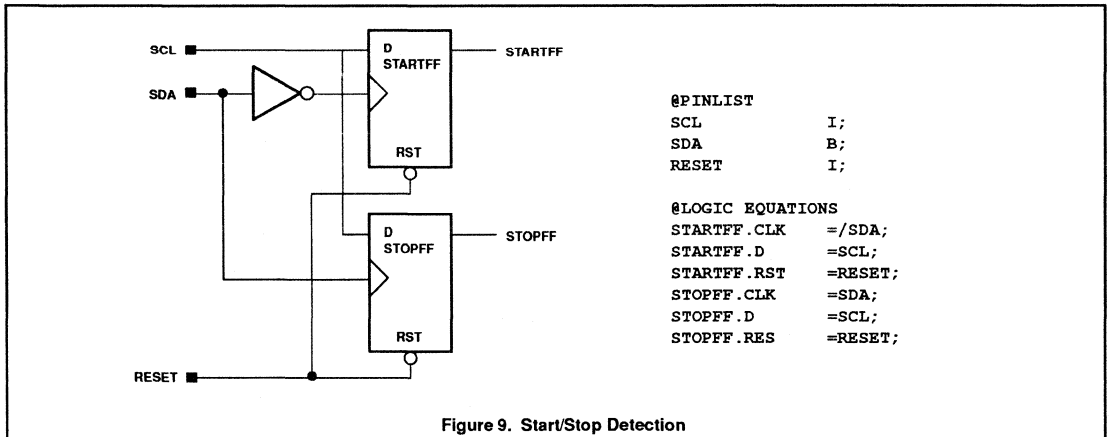 SCL
D
STARTFF
STARTFF
SDA
RST
D
STOPFF
STOPFF
RST
RESET
@PINLIST
SCL I;
SDA B;
RESET I;
@LOGIC EQUATIONS
STARTFF.CLK =/SDA;
STARTFF.D =SCL;
STARTFF.RST =RESET;
STOPFF.CLK =SDA;
STOPFF.D =SCL;
STOPFF.RES =RESET;
Figure 9. Start/Stop Detection